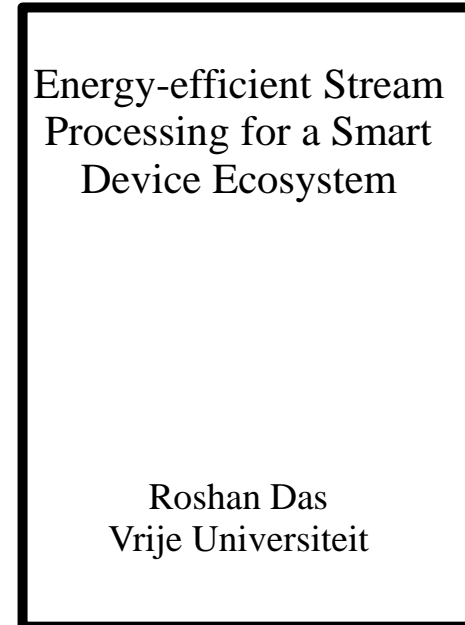 Energy-efficient Stream
Processing for a Smart
Device Ecosystem
Roshan Das
Vrije Universiteit